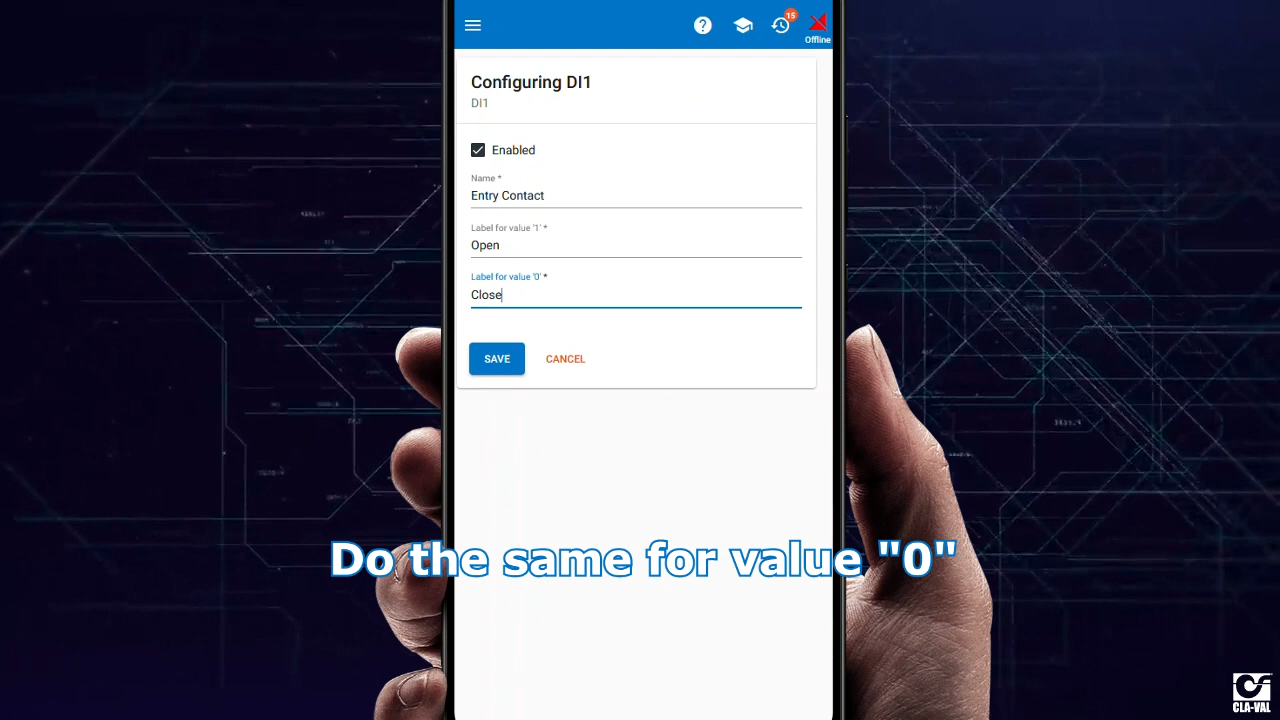 15
Offline
Configuring DI1
DI1
Enabled
Name *
Entry Contact
Label for value '1' *
Open
Label for value '0' *
Close
SAVE
CANCEL
Do the same for value "0"
CLA-VAL